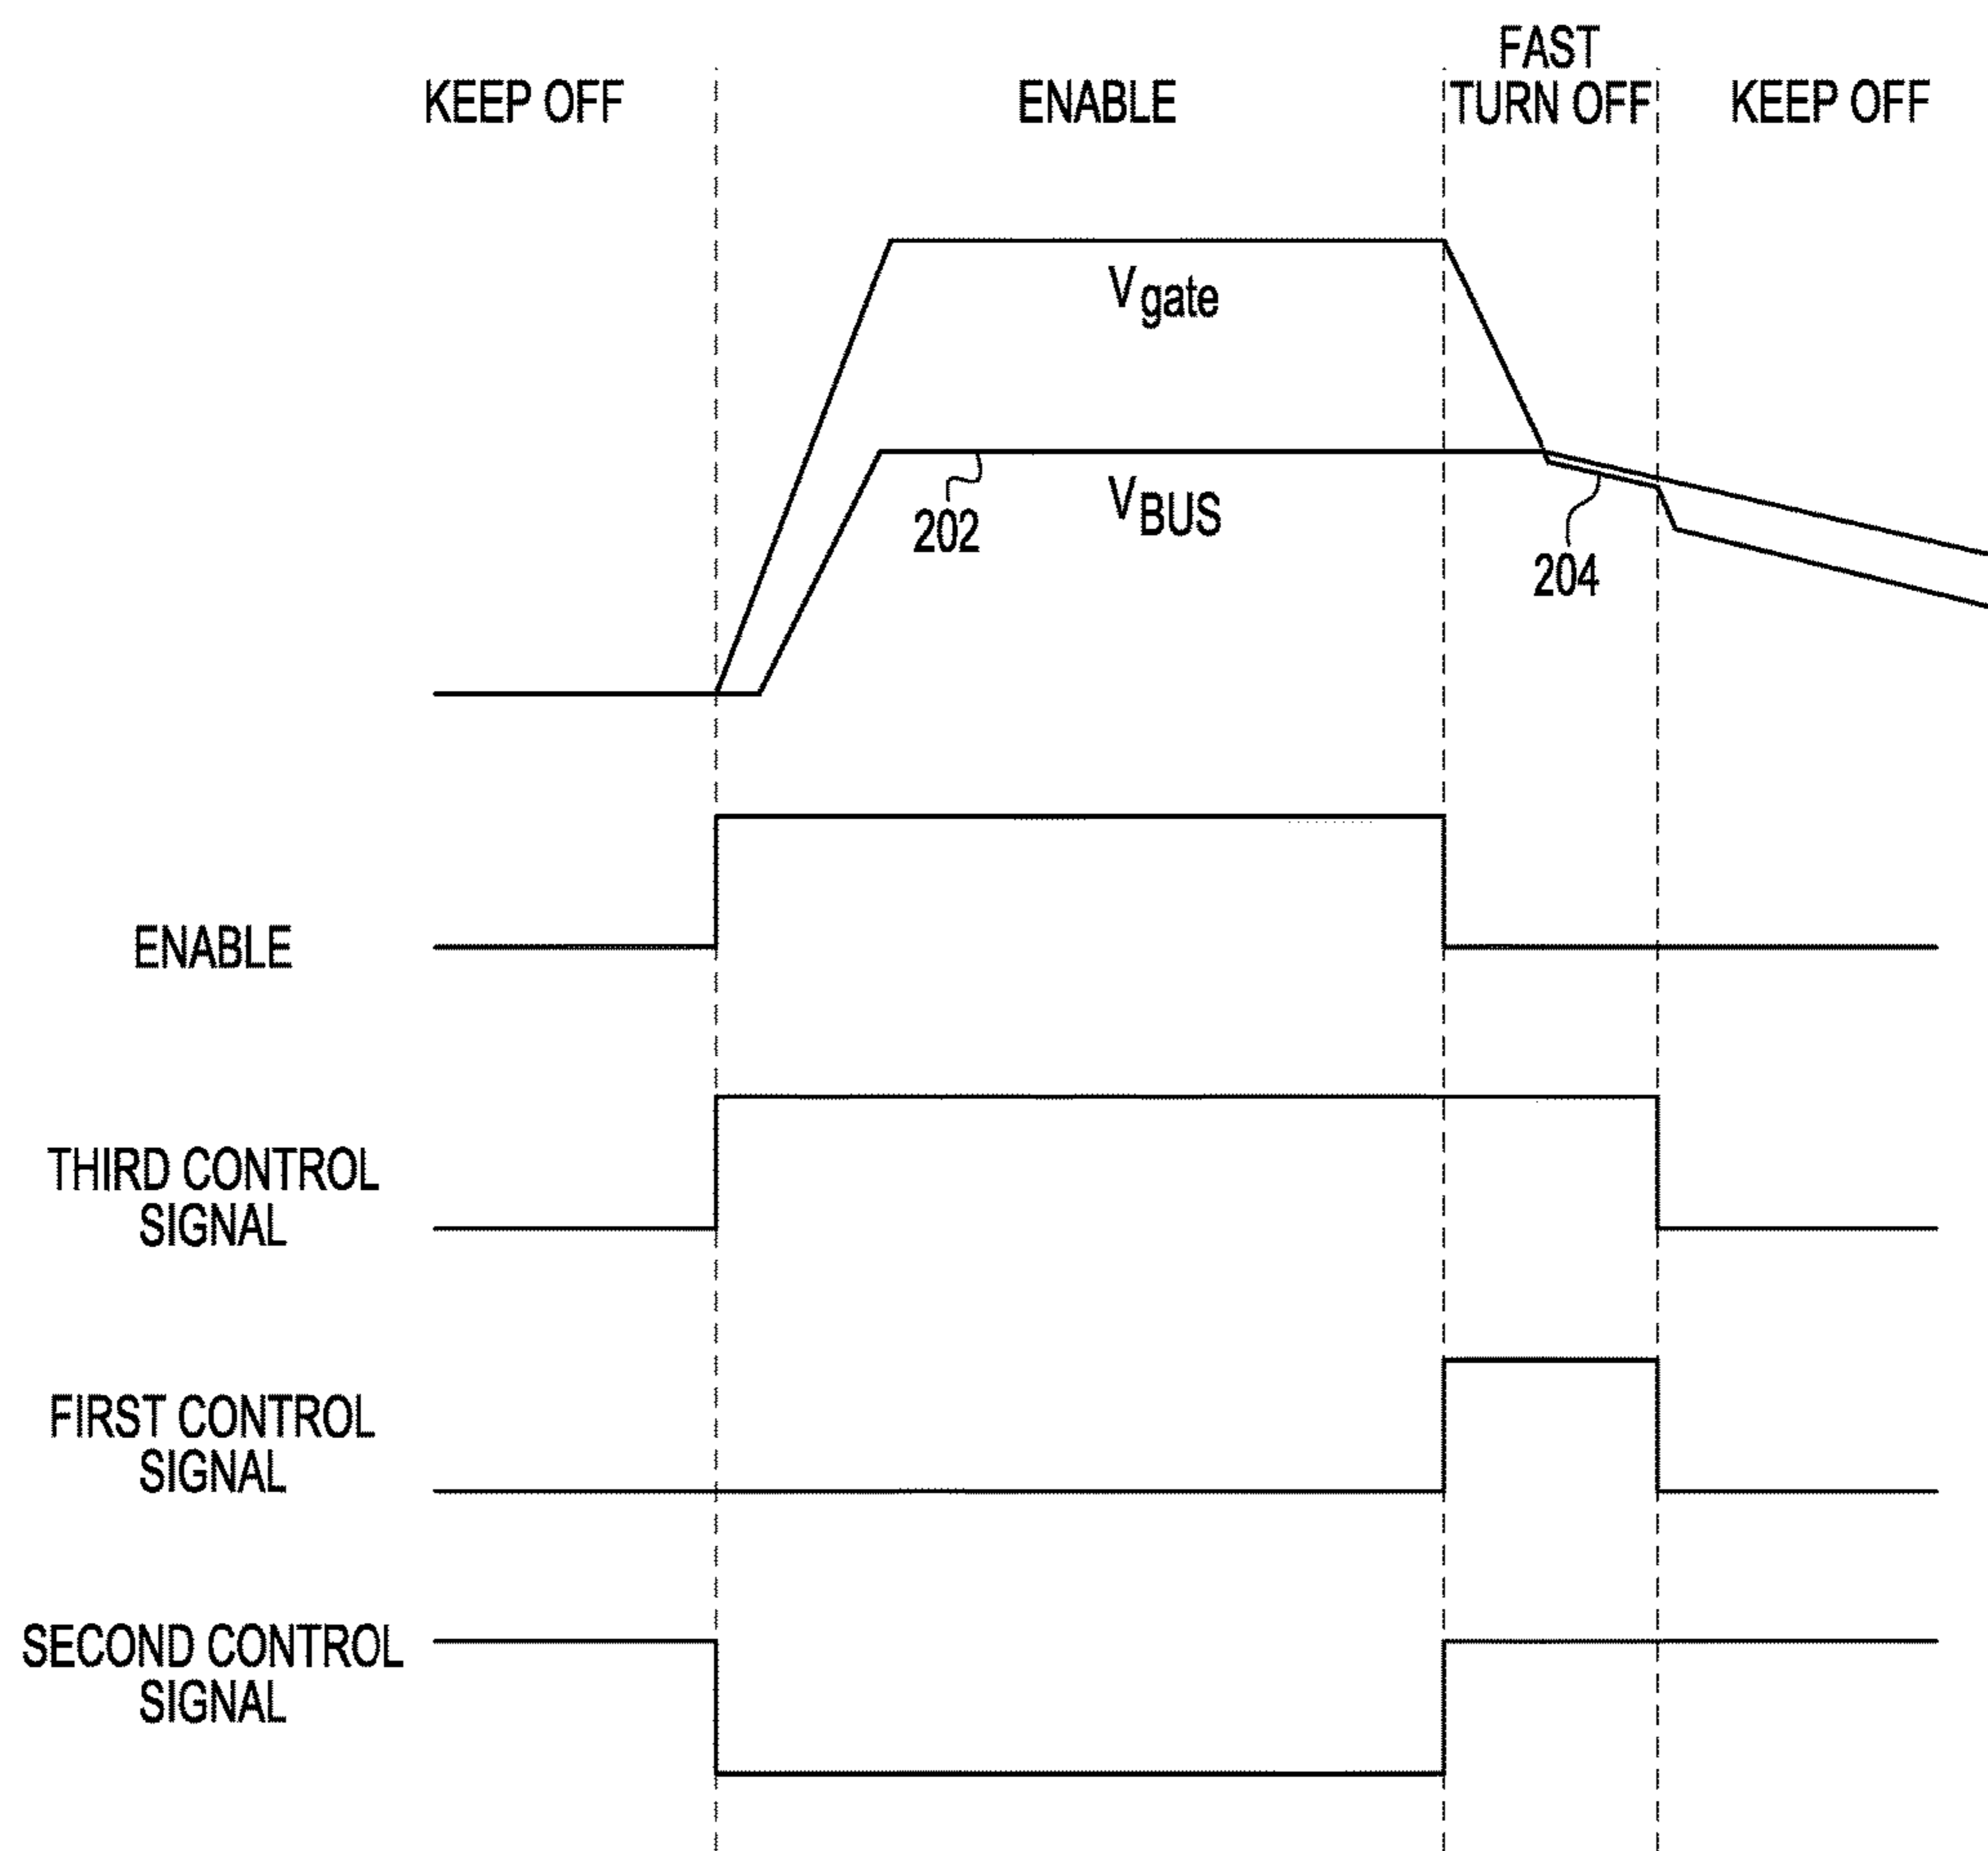 KEEP OFF
ENABLE
FAST
TURN OFF
KEEP OFF
Vgate
202
VBUS
204
ENABLE
THIRD CONTROL
SIGNAL
FIRST CONTROL
SIGNAL
SECOND CONTROL
SIGNAL